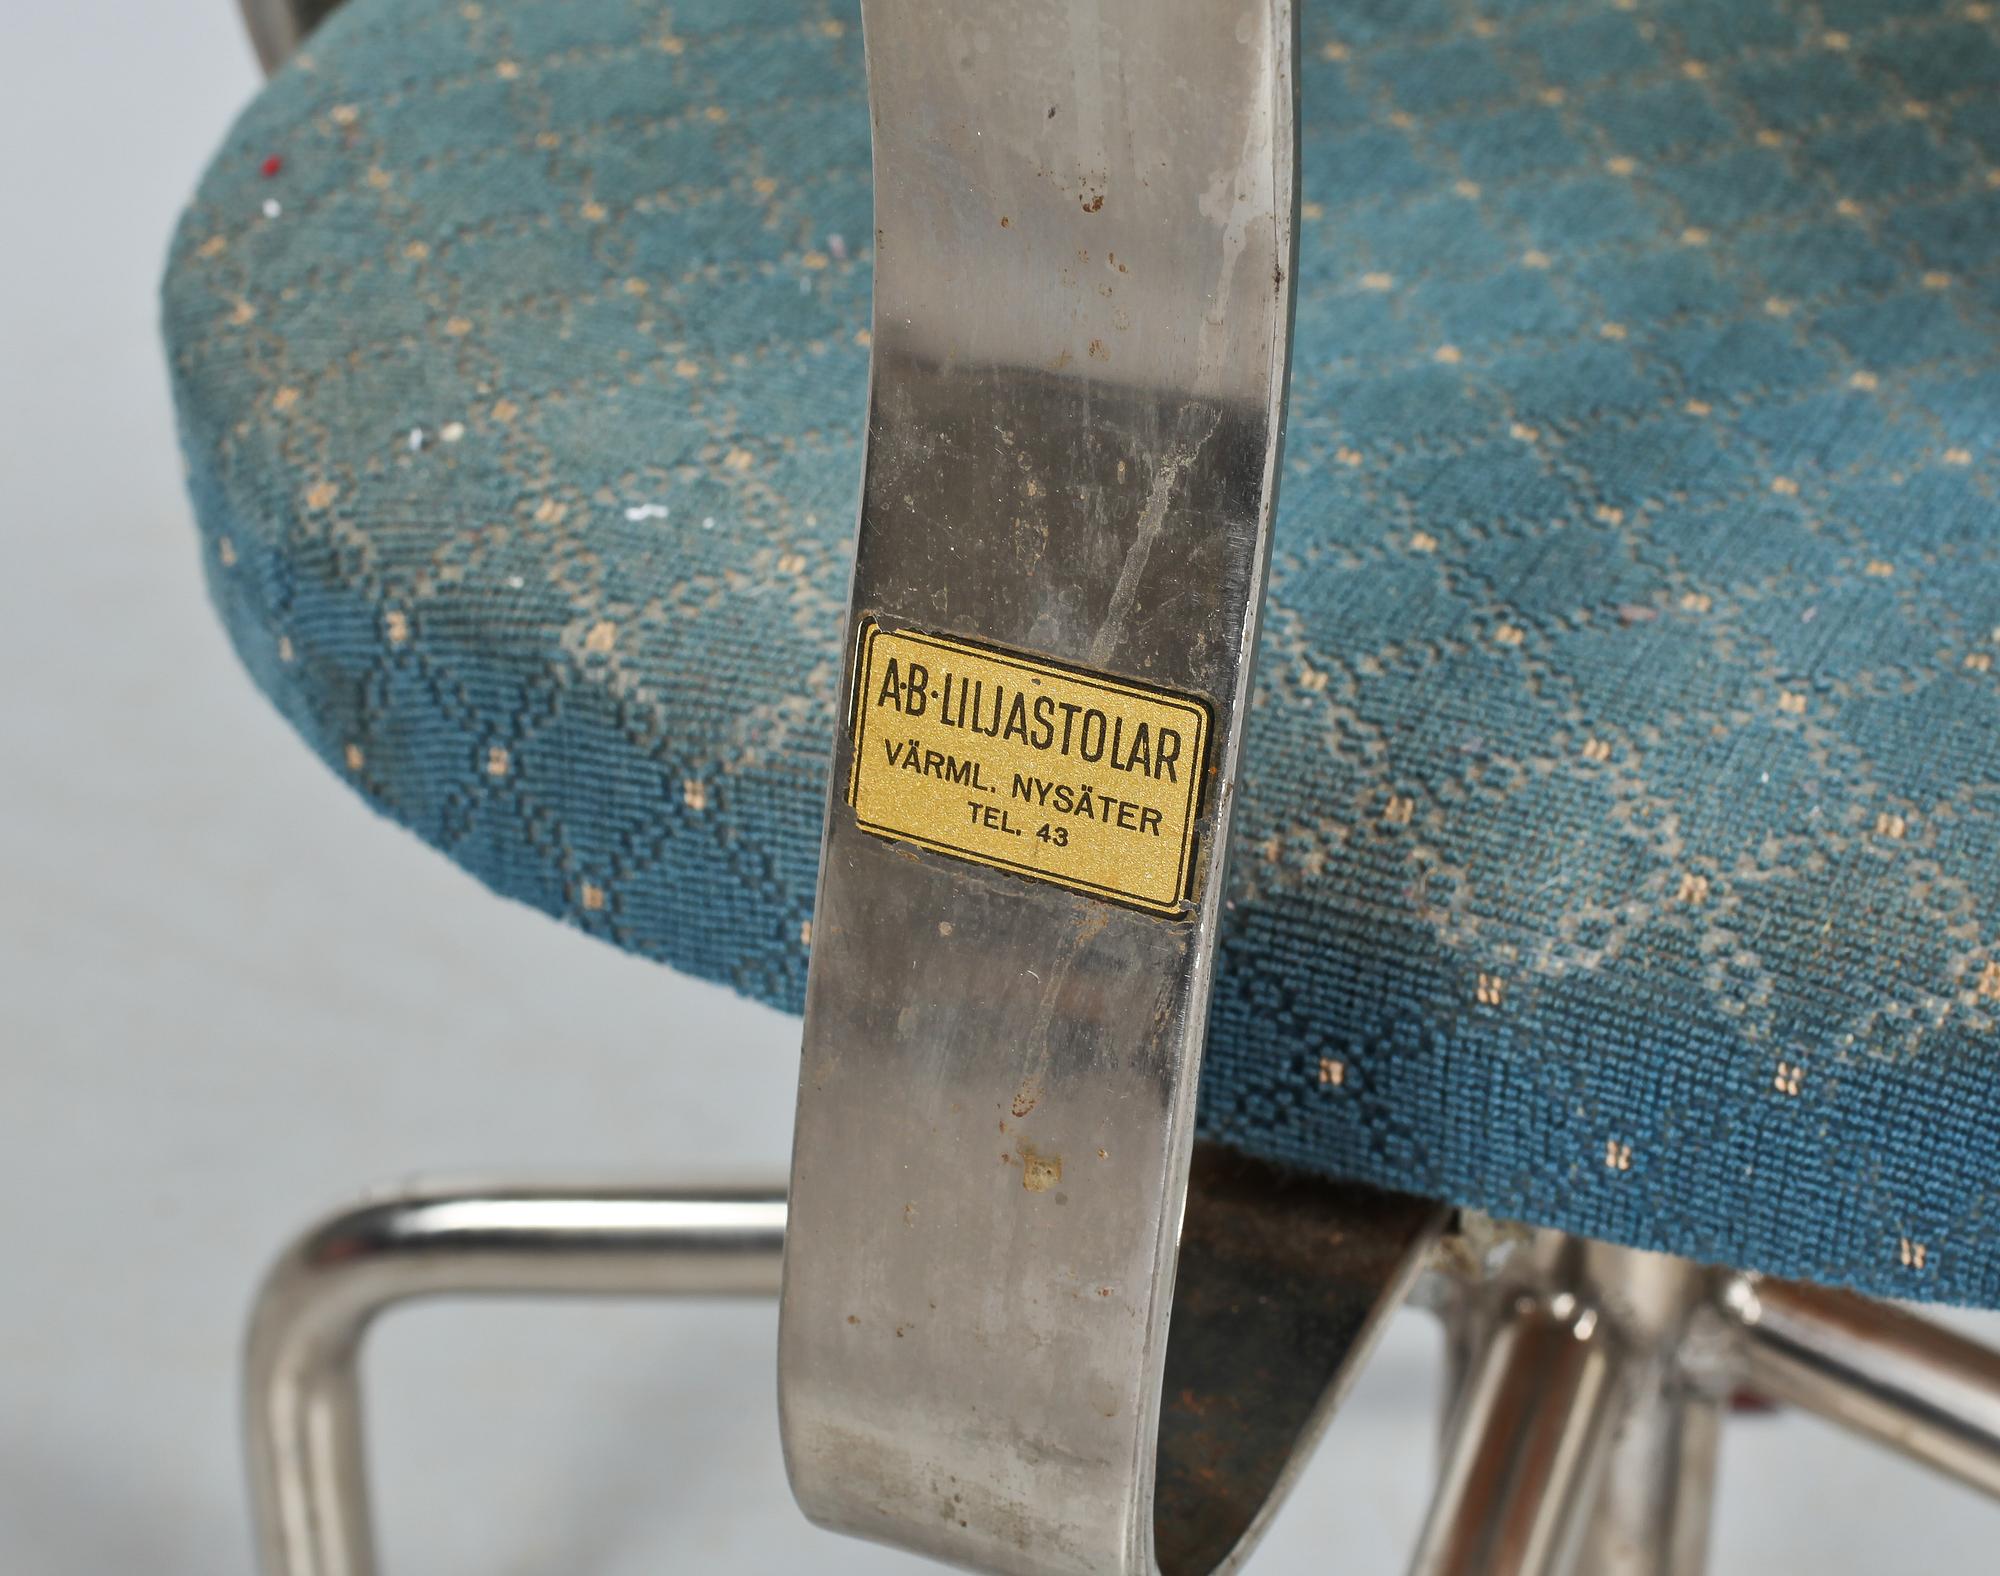 A·B·LILJASTOLAR
VÄRML. NYSÄTER
TEL. 43